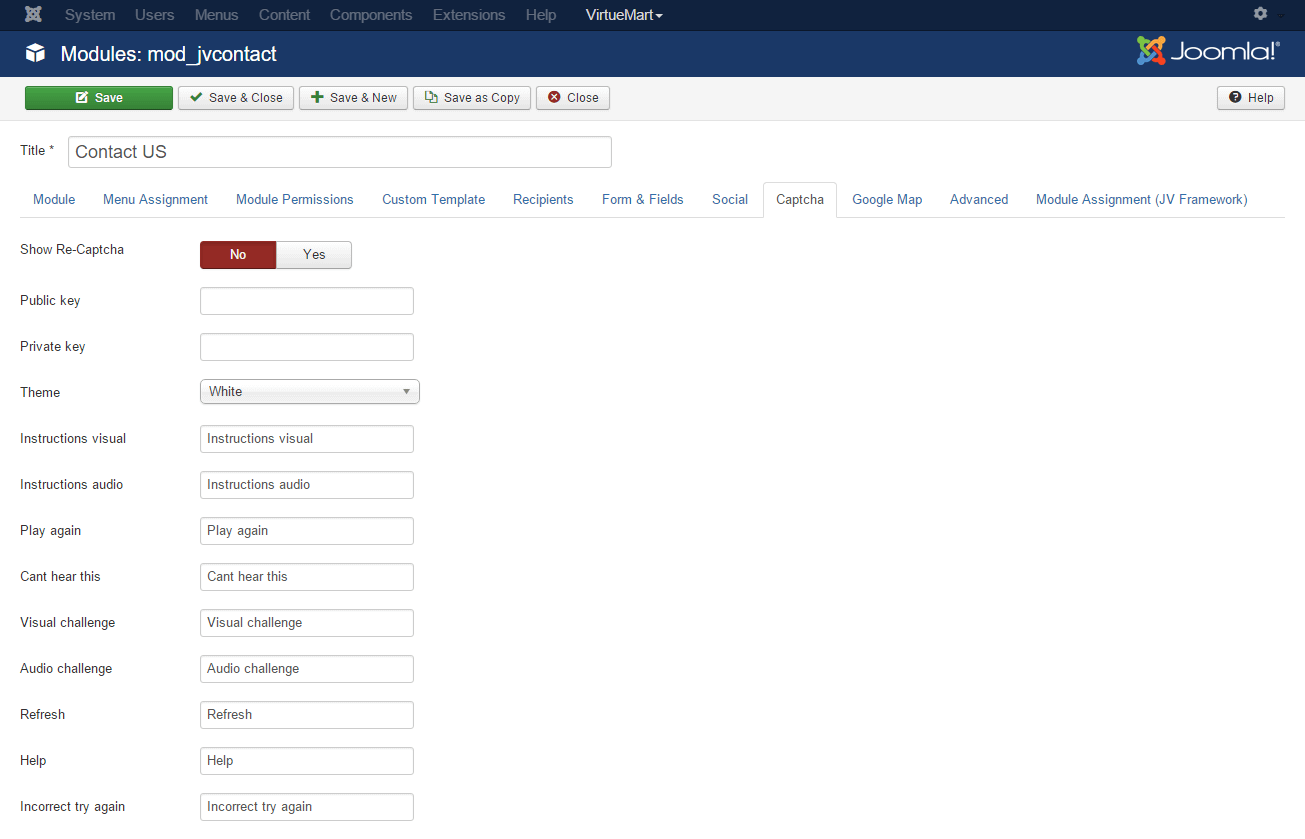 System Users Menus Content Components Extensions Help VirtueMart
Modules: mod_jvcontact Joomla!®
Save Save & Close Save & New Save as Copy Close Help
Title * Contact US
Module Menu Assignment Module Permissions Custom Template Recipients Form & Fields Social Captcha Google Map Advanced Module Assignment (JV Framework)
Show Re-Captcha No Yes
Public key
Private key
Theme White
Instructions visual Instructions visual
Instructions audio Instructions audio
Play again Play again
Cant hear this Cant hear this
Visual challenge Visual challenge
Audio challenge Audio challenge
Refresh Refresh
Help Help
Incorrect try again Incorrect try again